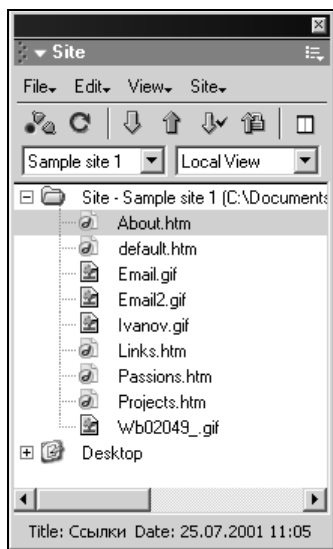 Site
File Edit View Site
Sample site 1 Local View
Site - Sample site 1 (C:\Documents
About.htm
default.htm
Email.gif
Email2.gif
Ivanov.gif
Links.htm
Passions.htm
Projects.htm
Wb02049_.gif
Desktop
Title: Ссылки Date: 25.07.2001 11:05